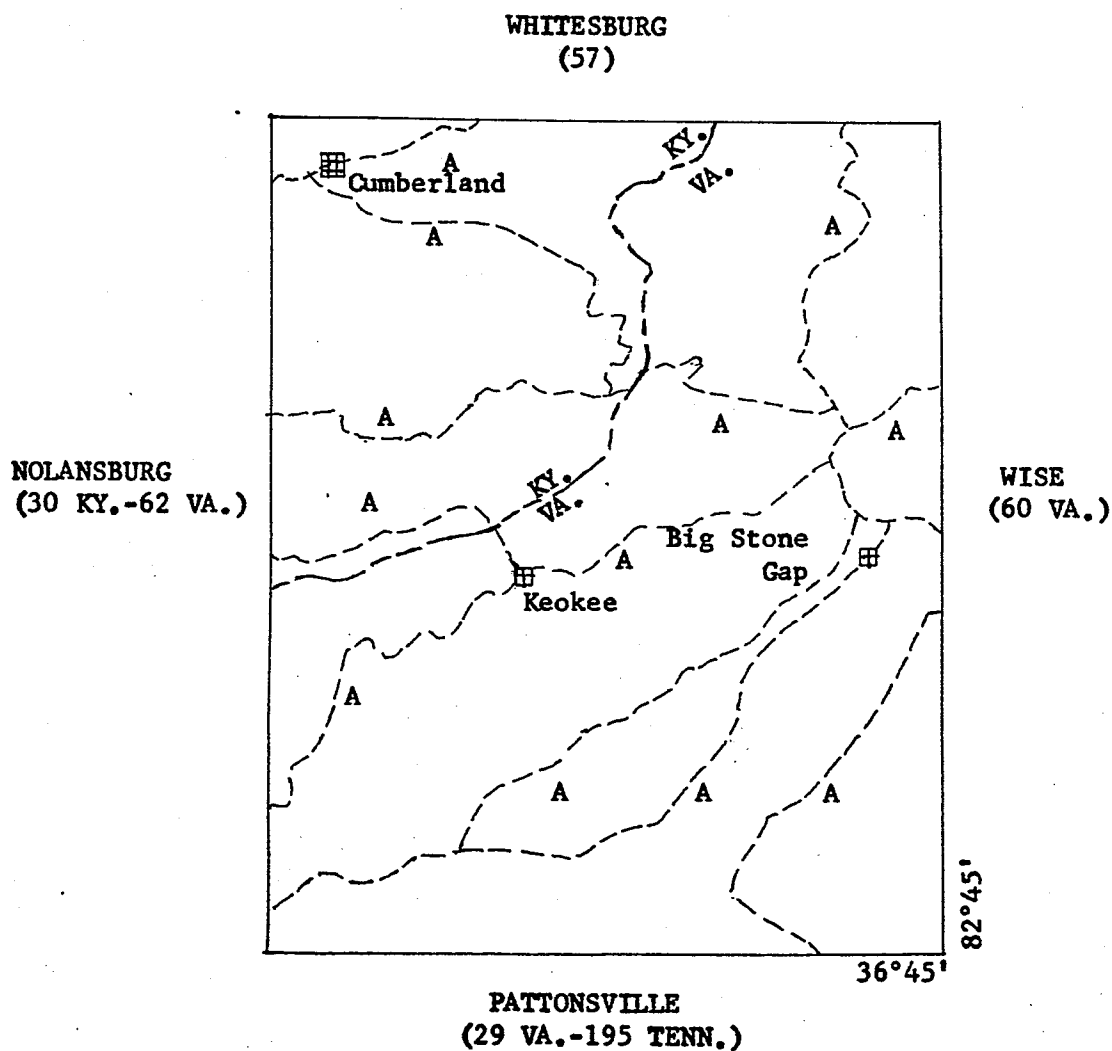 WHITESBURG
(57)
KY.
VA.
A
Cumberland
A
A
A
A
A
NOLANSBURG
(30 KY.-62 VA.)
WISE
(60 VA.)
A
KY.
VA.
Big Stone
Gap
A
Keokee
A
A
A
A
82°45'
36°45'
PATTONSVILLE
(29 VA.-195 TENN.)